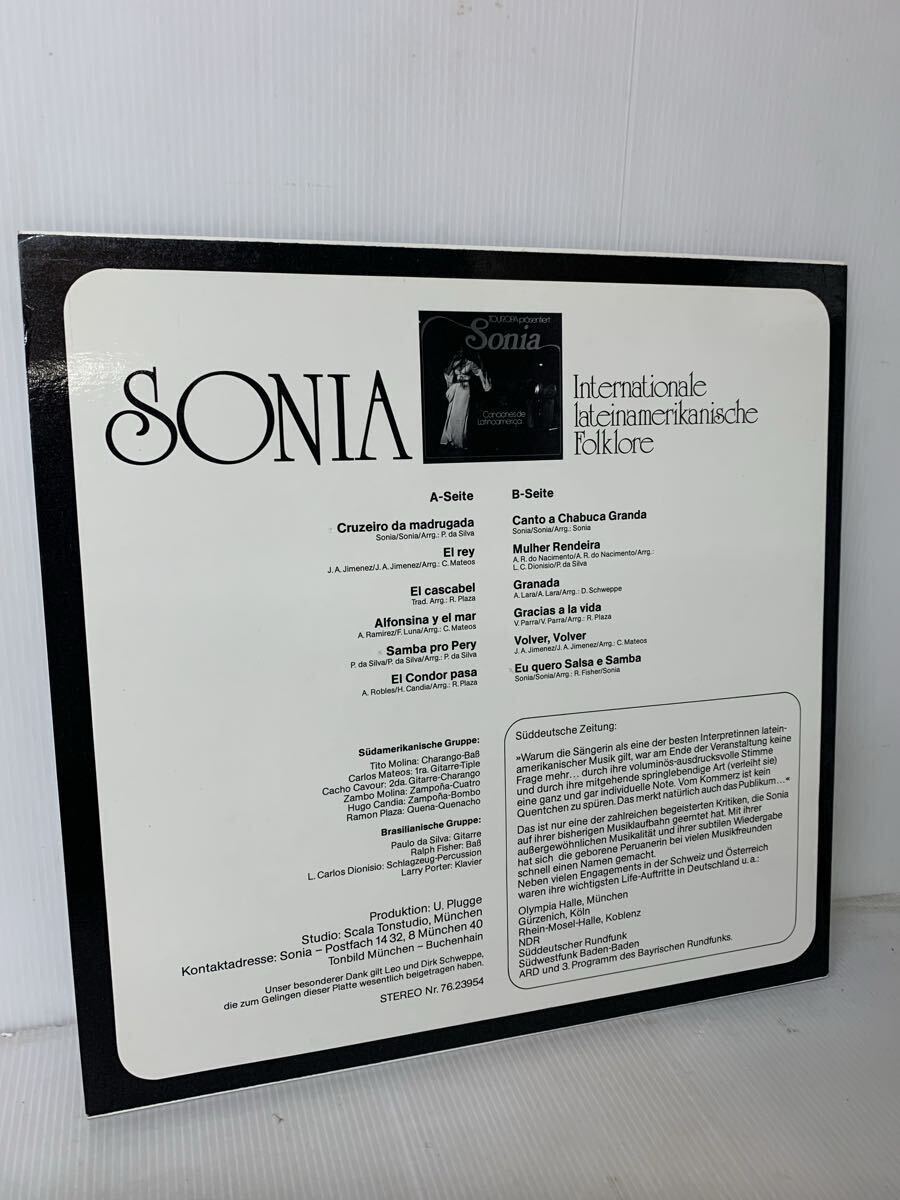 SONIA
TOUROPA präsentiert
Sonia
Canciones de
Latinoamerica
Internationale
lateinamerikanische
Folklore
A-Seite
Cruzeiro da madrugada
Sonia/Sonia/Arrg.: P. da Silva
El rey
J. A. Jimenez/J. A. Jimenez/Arrg.: C. Mateos
El cascabel
Trad. Arrg.: R. Plaza
Alfonsina y el mar
A. Ramirez/F. Luna/Arrg.: C. Mateos
Samba pro Pery
P. da Silva/P. da Silva/Arrg.: P. da Silva
El Condor pasa
A. Robles/H. Candia/Arrg.: R. Plaza
B-Seite
Canto a Chabuca Granda
Sonia/Sonia/Arrg.: Sonia
Mulher Rendeira
A. R. do Nacimento/A. R. do Nacimento/Arrg.:
L. C. Dionisio/P. da Silva
Granada
A. Lara/A. Lara/Arrg.: D. Schweppe
Gracias a la vida
V. Parra/V. Parra/Arrg.: R. Plaza
Volver, Volver
J. A. Jimenez/J. A. Jimenez/Arrg.: C. Mateos
Eu quero Salsa e Samba
Sonia/Sonia/Arrg.: R. Fisher/Sonia
Südamerikanische Gruppe:
Tito Molina: Charango-Baß
Carlos Mateos: 1ra. Gitarre-Tiple
Cacho Cavour: 2da. Gitarre-Charango
Zambo Molina: Zampoña-Cuatro
Hugo Candia: Zampoña-Bombo
Ramon Plaza: Quena-Quenacho
Brasilianische Gruppe:
Paulo da Silva: Gitarre
Ralph Fisher: Baß
L. Carlos Dionisio: Schlagzeug-Percussion
Larry Porter: Klavier
Produktion: U. Plugge
Studio: Scala Tonstudio, München
Kontaktadresse: Sonia – Postfach 14 32, 8 München 40
Tonbild München – Buchenhain
Unser besonderer Dank gilt Leo und Dirk Schweppe,
die zum Gelingen dieser Platte wesentlich beigetragen haben.
STEREO Nr. 76.23954
Süddeutsche Zeitung:
»Warum die Sängerin als eine der besten Interpretinnen latein-
amerikanischer Musik gilt, war am Ende der Veranstaltung keine
Frage mehr... durch ihre voluminös-ausdrucksvolle Stimme
und durch ihre mitgehende springlebendige Art (verleiht sie)
eine ganz und gar individuelle Note. Vom Kommerz ist kein
Quentchen zu spüren. Das merkt natürlich auch das Publikum...«
Das ist nur eine der zahlreichen begeisterten Kritiken, die Sonia
auf ihrer bisherigen Musiklaufbahn geerntet hat. Mit ihrer
außergewöhnlichen Musikalität und ihrer subtilen Wiedergabe
hat sich die geborene Peruanerin bei vielen Musikfreunden
schnell einen Namen gemacht.
Neben vielen Engagements in der Schweiz und Österreich
waren ihre wichtigsten Life-Auftritte in Deutschland u. a.:
Olympia Halle, München
Gürzenich, Köln
Rhein-Mosel-Halle, Koblenz
NDR
Süddeutscher Rundfunk
Südwestfunk Baden-Baden
ARD und 3. Programm des Bayrischen Rundfunks.